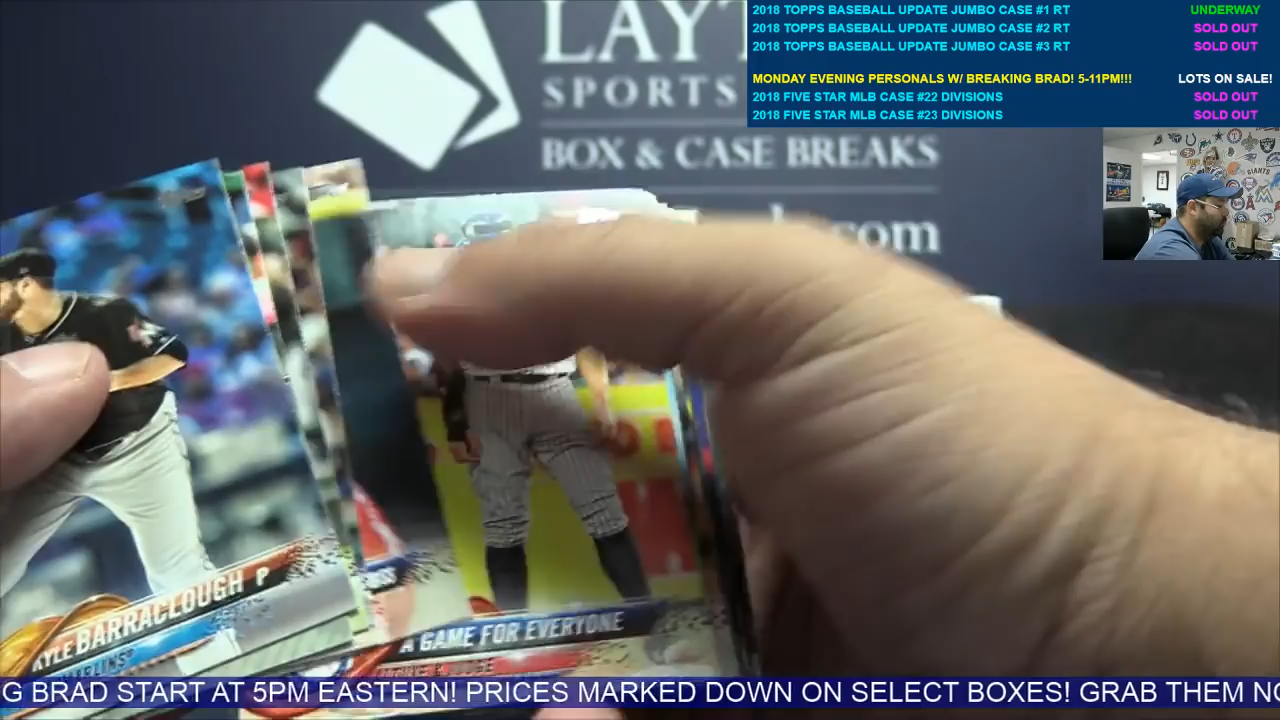 LAYT
SPORTS
BOX & CASE BREAKS
.com
2018 TOPPS BASEBALL UPDATE JUMBO CASE #1 RT UNDERWAY
2018 TOPPS BASEBALL UPDATE JUMBO CASE #2 RT SOLD OUT
2018 TOPPS BASEBALL UPDATE JUMBO CASE #3 RT SOLD OUT
MONDAY EVENING PERSONALS W/ BREAKING BRAD! 5-11PM!!! LOTS ON SALE!
2018 FIVE STAR MLB CASE #22 DIVISIONS SOLD OUT
2018 FIVE STAR MLB CASE #23 DIVISIONS SOLD OUT
KYLE BARRACLOUGH P
MARLINS
A GAME FOR EVERYONE
JUDGE
G BRAD START AT 5PM EASTERN! PRICES MARKED DOWN ON SELECT BOXES! GRAB THEM NO